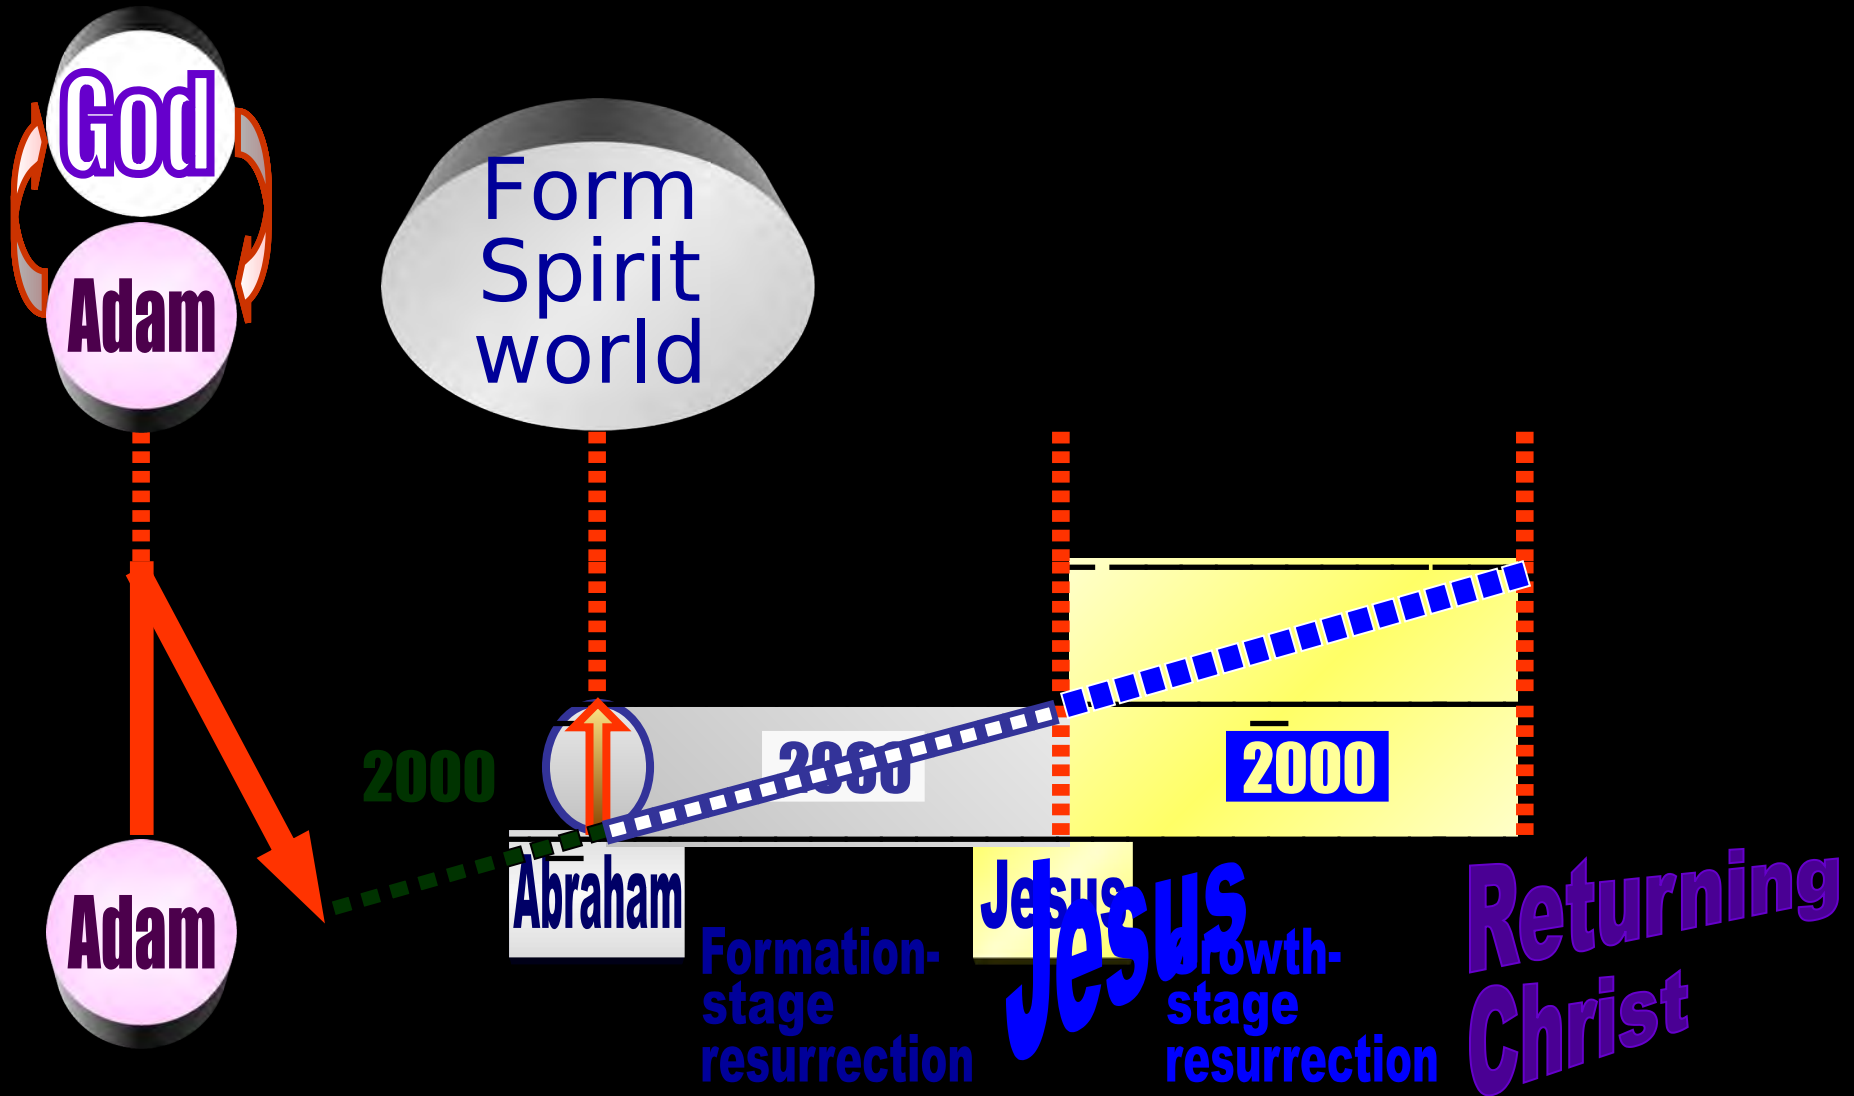 God
Adam
Form
Spirit
world
2000
2000
2000
Adam
Abraham
Jesus
Jesus
Formation-
stage
resurrection
Growth-
stage
resurrection
Returning
Christ